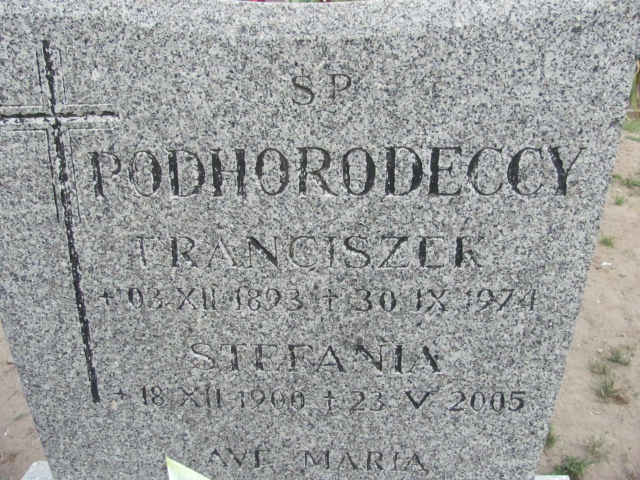 SP
PODHORODECCY
FRANCISZEK
+ 03 XII 1893 + 30 IX 1974
STEFANIA
+ 18 XII 1900 + 23 V 2005
AVE MARIA